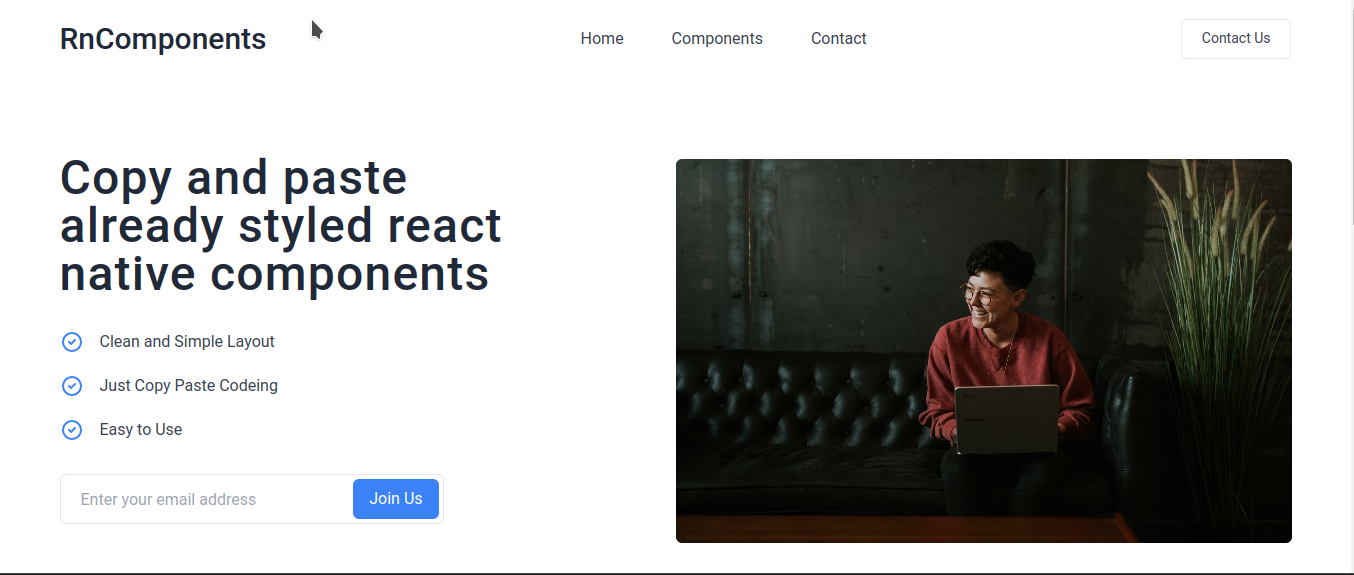 RnComponents
Home
Components
Contact
Contact Us
Copy and paste
already styled react
native components
Clean and Simple Layout
Just Copy Paste Codeing
Easy to Use
Enter your email address
Join Us